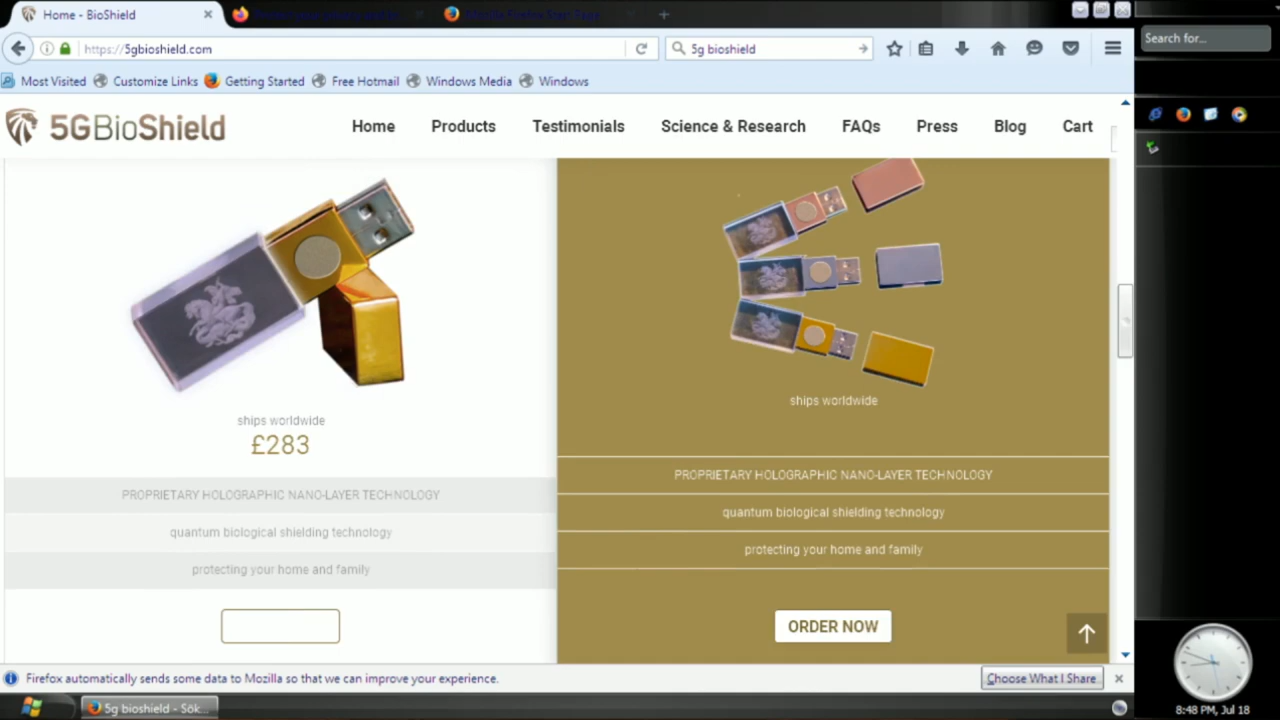 Home - BioShield
Mozilla Firefox Start Page
https://5gbioshield.com
5g bioshield
Search for...
Most Visited
Customize Links
Getting Started
Free Hotmail
Windows Media
Windows
5GBioShield
Home
Products
Testimonials
Science & Research
FAQs
Press
Blog
Cart
ships worldwide
£283
PROPRIETARY HOLOGRAPHIC NANO-LAYER TECHNOLOGY
quantum biological shielding technology
protecting your home and family
ships worldwide
PROPRIETARY HOLOGRAPHIC NANO-LAYER TECHNOLOGY
quantum biological shielding technology
protecting your home and family
ORDER NOW
Firefox automatically sends some data to Mozilla so that we can improve your experience.
Choose What I Share
5g bioshield - Sök...
8:48 PM, Jul 18